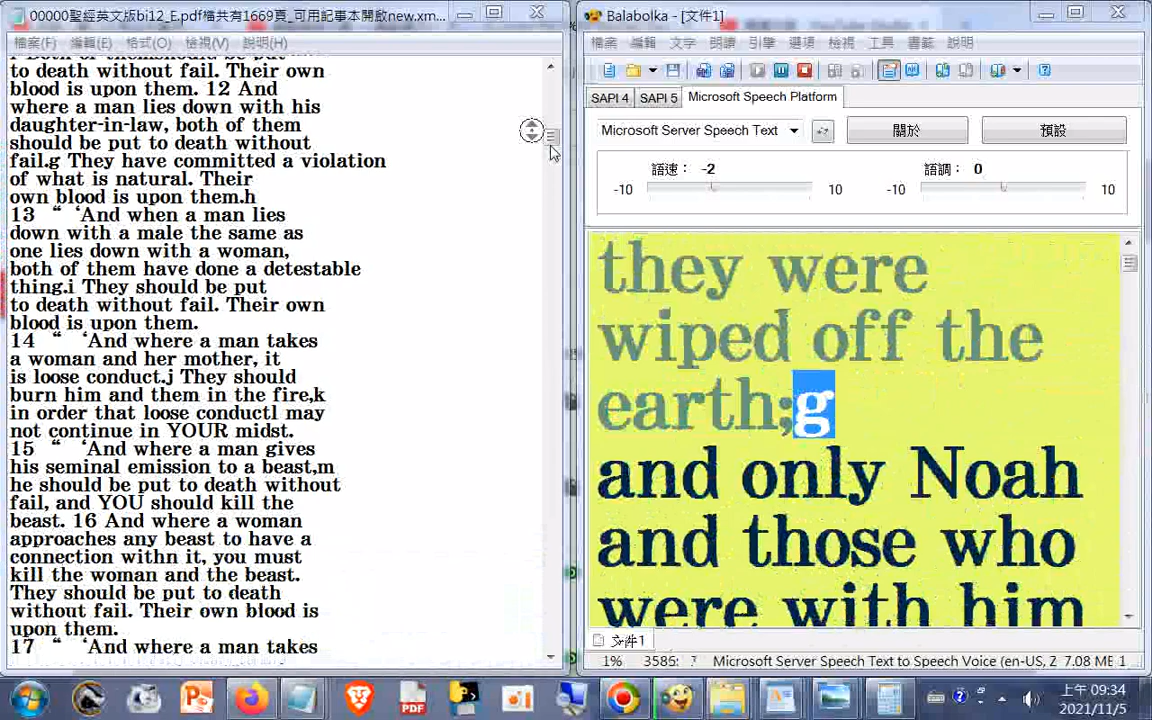 00000聖經英文版bi12_E.pdf檔共有1669頁_可用記事本開啟new.xm...
檔案(F) 編輯(E) 格式(O) 檢視(V) 說明(H)
to death without fail. Their own
blood is upon them. 12 And
where a man lies down with his
daughter-in-law, both of them
should be put to death without
fail.g They have committed a violation
of what is natural. Their
own blood is upon them.h
13 “ ‘And when a man lies
down with a male the same as
one lies down with a woman,
both of them have done a detestable
thing.i They should be put
to death without fail. Their own
blood is upon them.
14 “ ‘And where a man takes
a woman and her mother, it
is loose conduct.j They should
burn him and them in the fire,k
in order that loose conductl may
not continue in YOUR midst.
15 “ ‘And where a man gives
his seminal emission to a beast,m
he should be put to death without
fail, and YOU should kill the
beast. 16 And where a woman
approaches any beast to have a
connection withn it, you must
kill the woman and the beast.
They should be put to death
without fail. Their own blood is
upon them.
17 “ ‘And where a man takes
Balabolka - [文件1]
檔案 編輯 文字 朗讀 引擎 選項 檢視 工具 書籤 說明
SAPI 4 SAPI 5 Microsoft Speech Platform
Microsoft Server Speech Text 關於 預設
語速： -2 語調： 0
-10 10 -10 10
they were
wiped off the
earth;g
and only Noah
and those who
were with him
文件1
1% 3585: ? Microsoft Server Speech Text to Speech Voice (en-US, Z 7.08 ME 1
上午 09:34
2021/11/5